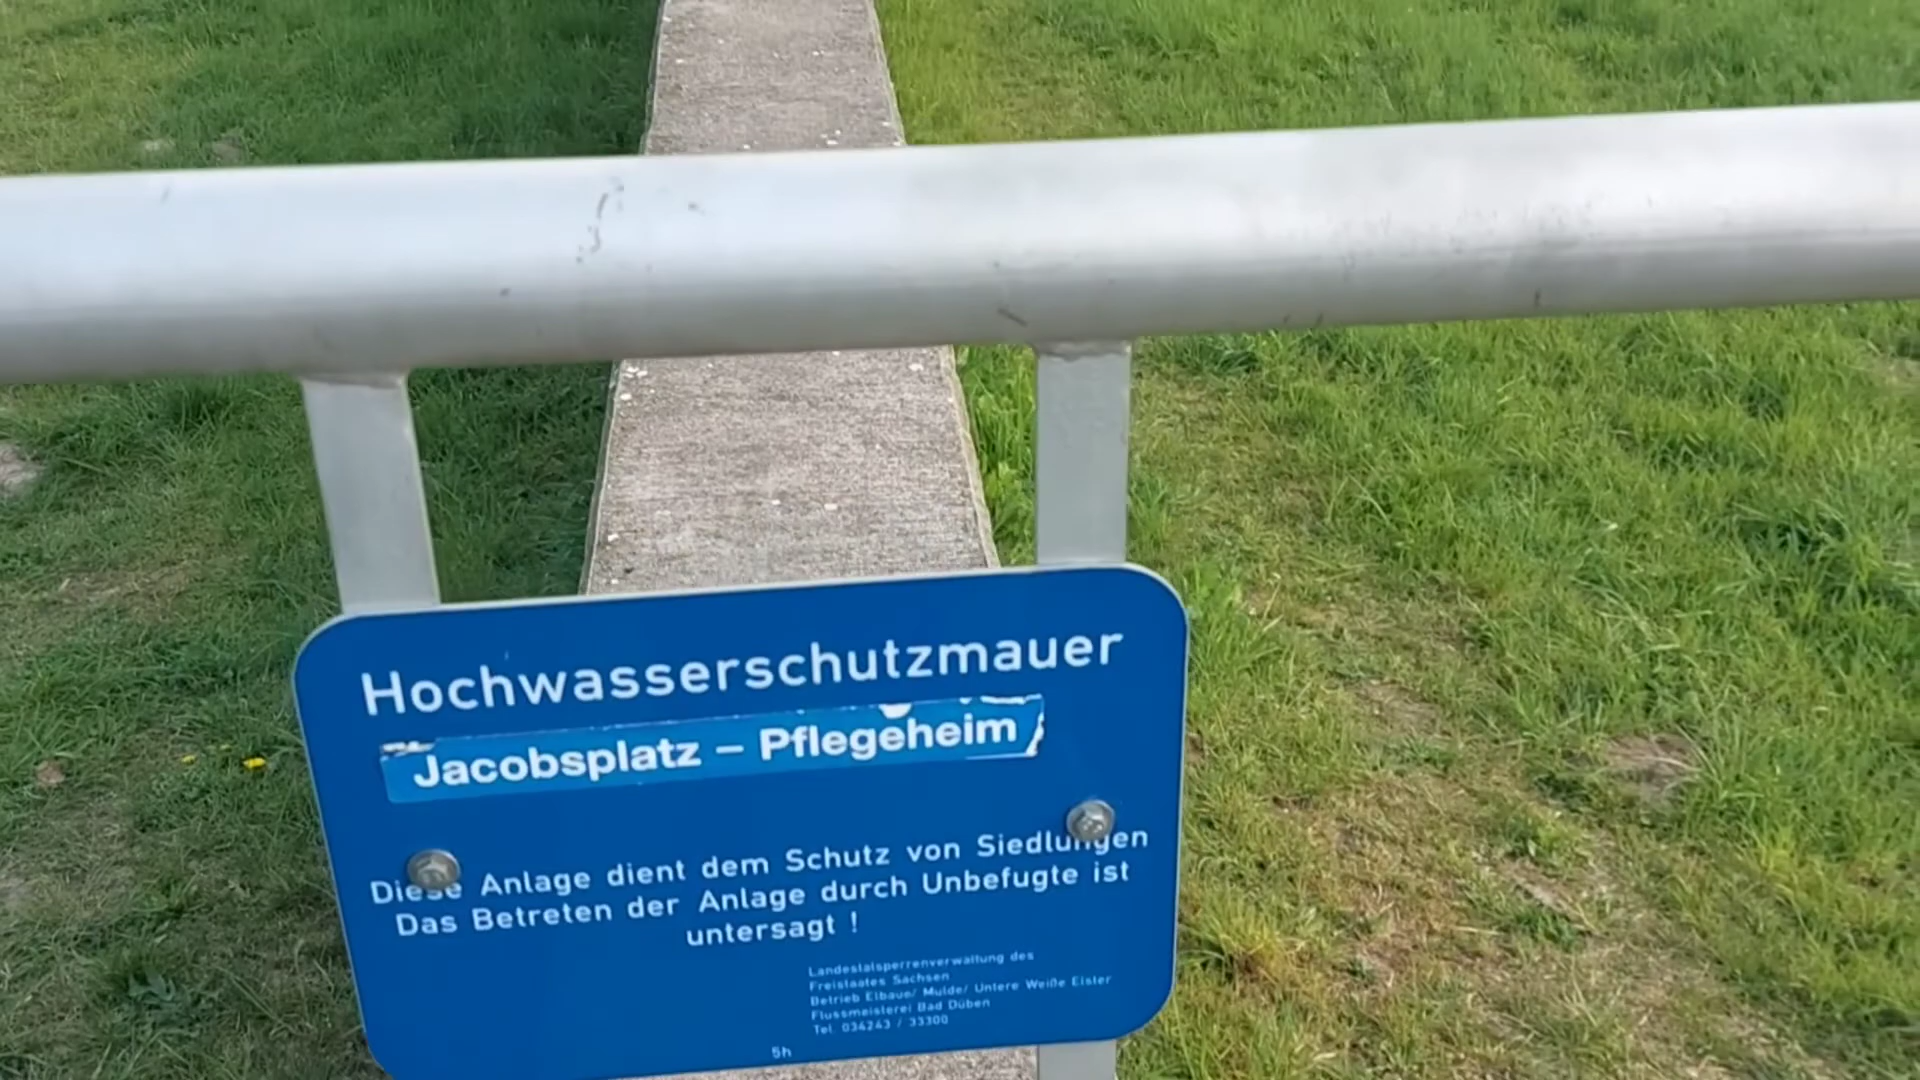 Hochwasserschutzmauer
Jacobsplatz – Pflegeheim
Diese Anlage dient dem Schutz von Siedlungen
Das Betreten der Anlage durch Unbefugte ist
untersagt !
Landestalsperrenverwaltung des
Freistaates Sachsen
Betrieb Elbaue/ Mulde/ Untere Weiße Elster
Flussmeisterei Bad Düben
Tel. 034243 / 33300
5h